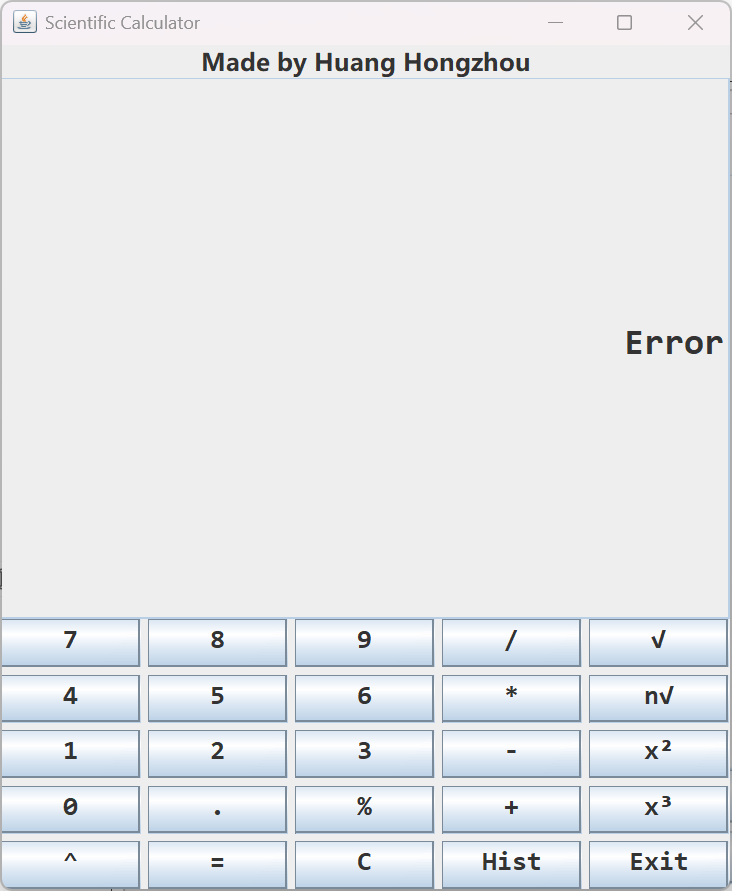 Scientific Calculator
Made by Huang Hongzhou
Error
7 8 9 / √
4 5 6 * n√
1 2 3 - x²
0 . % + x³
^ = C Hist Exit